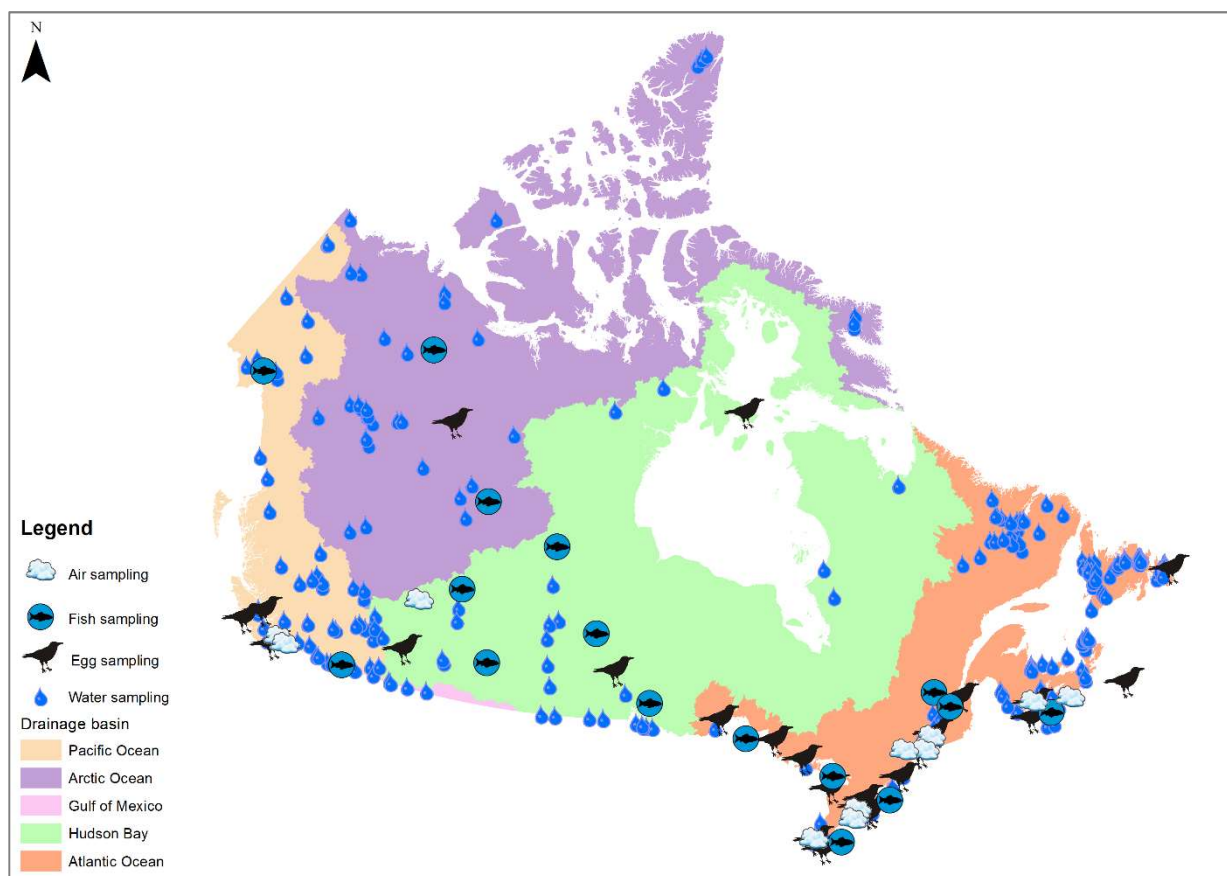 N
Legend
Air sampling
Fish sampling
Egg sampling
Water sampling
Drainage basin
Pacific Ocean
Arctic Ocean
Gulf of Mexico
Hudson Bay
Atlantic Ocean